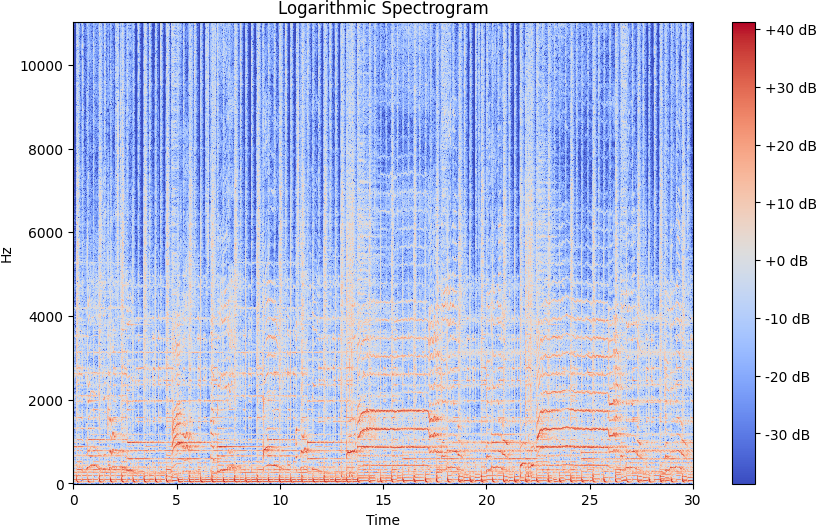 Logarithmic Spectrogram
Hz
10000
8000
6000
4000
2000
0
0 5 10 15 20 25 30
Time
+40 dB
+30 dB
+20 dB
+10 dB
+0 dB
-10 dB
-20 dB
-30 dB